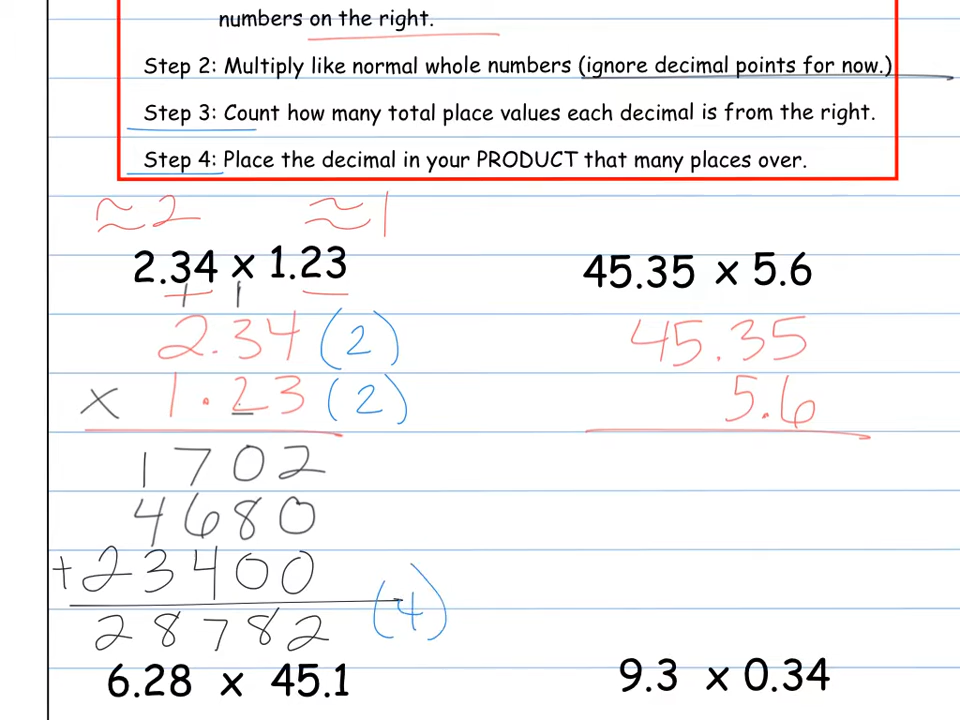 numbers on the right.
Step 2: Multiply like normal whole numbers (ignore decimal points for now.)
Step 3: Count how many total place values each decimal is from the right.
Step 4: Place the decimal in your PRODUCT that many places over.
≈2 ≈1
2.34 x 1.23
2.34 (2)
x 1.23 (2)
1702
4680
+23400
28782 (4)
45.35 x 5.6
45.35
5.6
6.28 x 45.1
9.3 x 0.34